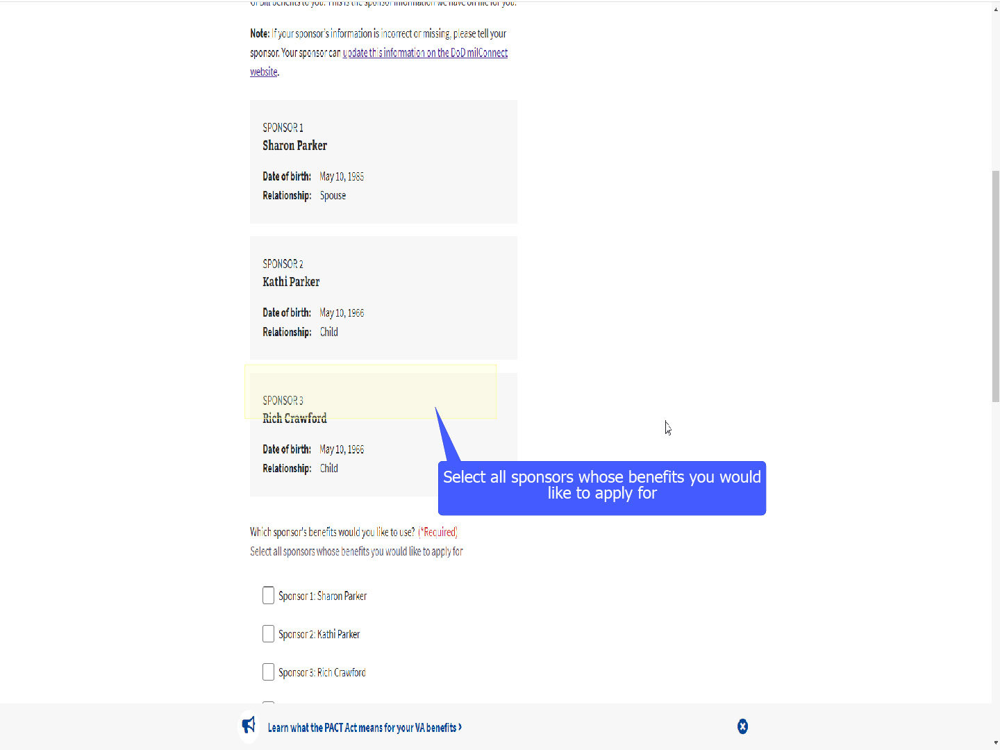 GI Bill benefits to you. This is the sponsor information we have on file for you.
Note: If your sponsor's information is incorrect or missing, please tell your
sponsor. Your sponsor can update this information on the DoD milConnect
website.
SPONSOR 1
Sharon Parker
Date of birth: May 10, 1985
Relationship: Spouse
SPONSOR 2
Kathi Parker
Date of birth: May 10, 1966
Relationship: Child
SPONSOR 3
Rich Crawford
Date of birth: May 10, 1966
Relationship: Child
Select all sponsors whose benefits you would
like to apply for
Which sponsor's benefits would you like to use? (*Required)
Select all sponsors whose benefits you would like to apply for
Sponsor 1: Sharon Parker
Sponsor 2: Kathi Parker
Sponsor 3: Rich Crawford
Learn what the PACT Act means for your VA benefits